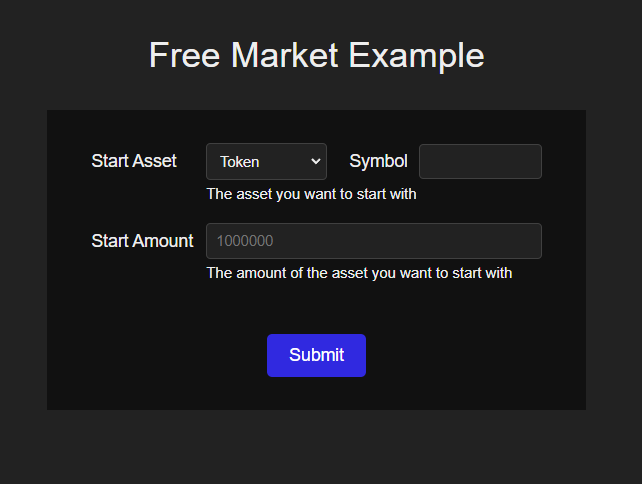 Free Market Example
Start Asset Token Symbol
The asset you want to start with
Start Amount 1000000
The amount of the asset you want to start with
Submit